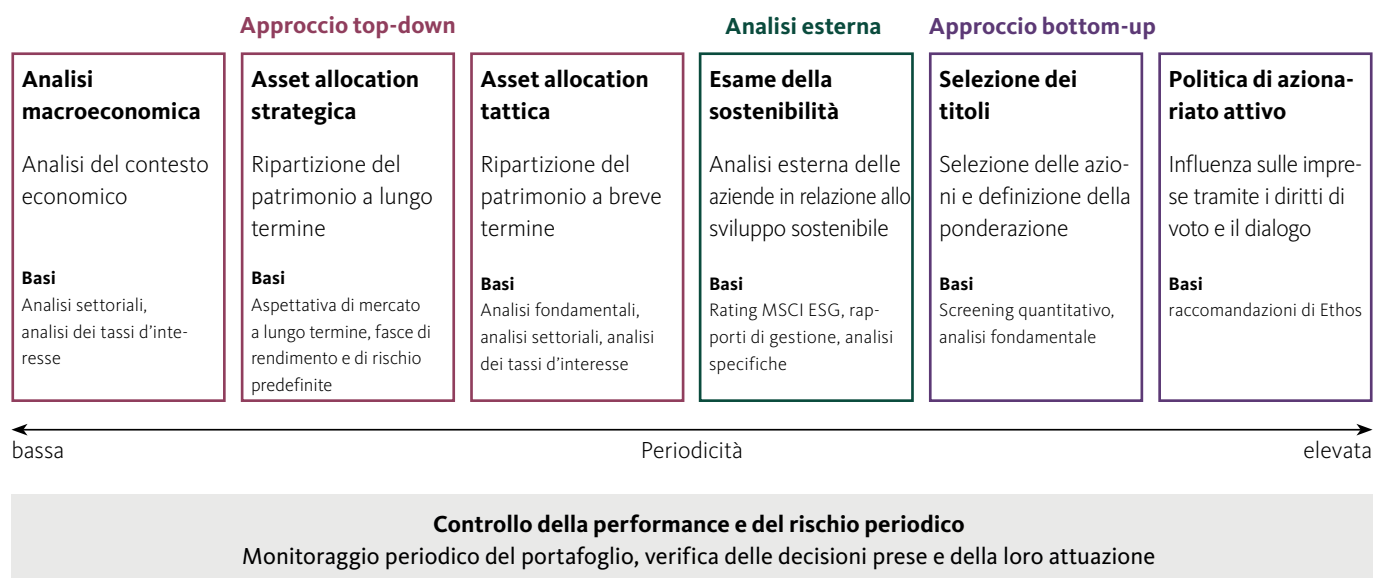 Approccio top-down
Analisi esterna
Approccio bottom-up
Analisi
macroeconomica
Analisi del contesto
economico
Basi
Analisi settoriali,
analisi dei tassi d’inte-
resse
Asset allocation
strategica
Ripartizione del
patrimonio a lungo
termine
Basi
Aspettativa di mercato
a lungo termine, fasce di
rendimento e di rischio
predefinite
Asset allocation
tattica
Ripartizione del
patrimonio a breve
termine
Basi
Analisi fondamentali,
analisi settoriali, analisi
dei tassi d’interesse
Esame della
sostenibilità
Analisi esterna delle
aziende in relazione allo
sviluppo sostenibile
Basi
Rating MSCI ESG, rap-
porti di gestione, analisi
specifiche
Selezione dei
titoli
Selezione delle azio-
ni e definizione della
ponderazione
Basi
Screening quantitativo,
analisi fondamentale
Politica di aziona-
riato attivo
Influenza sulle impre-
se tramite i diritti di
voto e il dialogo
Basi
raccomandazioni di Ethos
bassa
Periodicità
elevata
Controllo della performance e del rischio periodico
Monitoraggio periodico del portafoglio, verifica delle decisioni prese e della loro attuazione